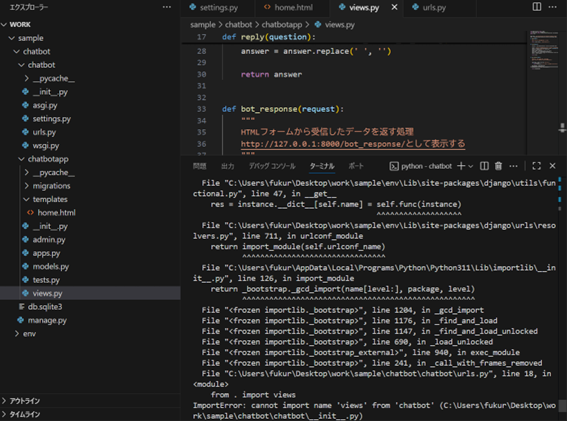 エクスプローラー
WORK
sample
chatbot
chatbot
__pycache__
__init__.py
asgi.py
settings.py
urls.py
wsgi.py
chatbotapp
__pycache__
migrations
templates
home.html
__init__.py
admin.py
apps.py
models.py
tests.py
views.py
db.sqlite3
manage.py
env
アウトライン
タイムライン
settings.py home.html views.py urls.py
sample > chatbot > chatbotapp > views.py
17 def reply(question):
28 answer = answer.replace(' ', '')
29
30 return answer
31
32
33 def bot_response(request):
34 """
35 HTMLフォームから受信したデータを返す処理
36 http://127.0.0.1:8000/bot_response/として表示する
37 """
問題 出力 デバッグ コンソール ターミナル ポート python - chatbot
File "C:\Users\fukur\Desktop\work\sample\env\Lib\site-packages\django\utils\fun
ctional.py", line 47, in __get__
res = instance.__dict__[self.name] = self.func(instance)
^^^^^^^^^^^^^^^^^^^
File "C:\Users\fukur\Desktop\work\sample\env\Lib\site-packages\django\urls\reso
lvers.py", line 711, in urlconf_module
return import_module(self.urlconf_name)
^^^^^^^^^^^^^^^^^^^^^^^^^^^^^^^^
File "C:\Users\fukur\AppData\Local\Programs\Python\Python311\Lib\importlib\__in
it__.py", line 126, in import_module
return _bootstrap._gcd_import(name[level:], package, level)
^^^^^^^^^^^^^^^^^^^^^^^^^^^^^^^^^^^^^^^^^^^^^^^^^^^^
File "<frozen importlib._bootstrap>", line 1204, in _gcd_import
File "<frozen importlib._bootstrap>", line 1176, in _find_and_load
File "<frozen importlib._bootstrap>", line 1147, in _find_and_load_unlocked
File "<frozen importlib._bootstrap>", line 690, in _load_unlocked
File "<frozen importlib._bootstrap_external>", line 940, in exec_module
File "<frozen importlib._bootstrap>", line 241, in _call_with_frames_removed
File "C:\Users\fukur\Desktop\work\sample\chatbot\chatbot\urls.py", line 18, in
<module>
from . import views
ImportError: cannot import name 'views' from 'chatbot' (C:\Users\fukur\Desktop\wo
rk\sample\chatbot\chatbot\__init__.py)